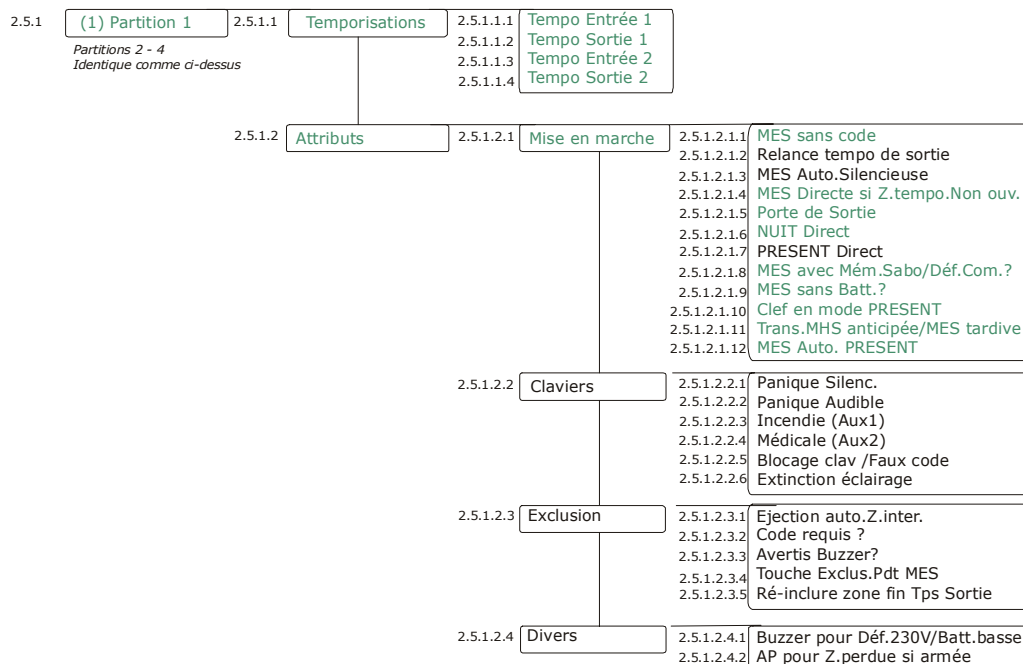 2.5.1 (1) Partition 1
Partitions 2 - 4
Identique comme ci-dessus
2.5.1.1 Temporisations
2.5.1.1.1 Tempo Entrée 1
2.5.1.1.2 Tempo Sortie 1
2.5.1.1.3 Tempo Entrée 2
2.5.1.1.4 Tempo Sortie 2
2.5.1.2 Attributs
2.5.1.2.1 Mise en marche
2.5.1.2.1.1 MES sans code
2.5.1.2.1.2 Relance tempo de sortie
2.5.1.2.1.3 MES Auto.Silencieuse
2.5.1.2.1.4 MES Directe si Z.tempo.Non ouv.
2.5.1.2.1.5 Porte de Sortie
2.5.1.2.1.6 NUIT Direct
2.5.1.2.1.7 PRESENT Direct
2.5.1.2.1.8 MES avec Mém.Sabo/Déf.Com.?
2.5.1.2.1.9 MES sans Batt.?
2.5.1.2.1.10 Clef en mode PRESENT
2.5.1.2.1.11 Trans.MHS anticipée/MES tardive
2.5.1.2.1.12 MES Auto. PRESENT
2.5.1.2.2 Claviers
2.5.1.2.2.1 Panique Silenc.
2.5.1.2.2.2 Panique Audible
2.5.1.2.2.3 Incendie (Aux1)
2.5.1.2.2.4 Médicale (Aux2)
2.5.1.2.2.5 Blocage clav /Faux code
2.5.1.2.2.6 Extinction éclairage
2.5.1.2.3 Exclusion
2.5.1.2.3.1 Ejection auto.Z.inter.
2.5.1.2.3.2 Code requis ?
2.5.1.2.3.3 Avertis Buzzer?
2.5.1.2.3.4 Touche Exclus.Pdt MES
2.5.1.2.3.5 Ré-inclure zone fin Tps Sortie
2.5.1.2.4 Divers
2.5.1.2.4.1 Buzzer pour Déf.230V/Batt.basse
2.5.1.2.4.2 AP pour Z.perdue si armée